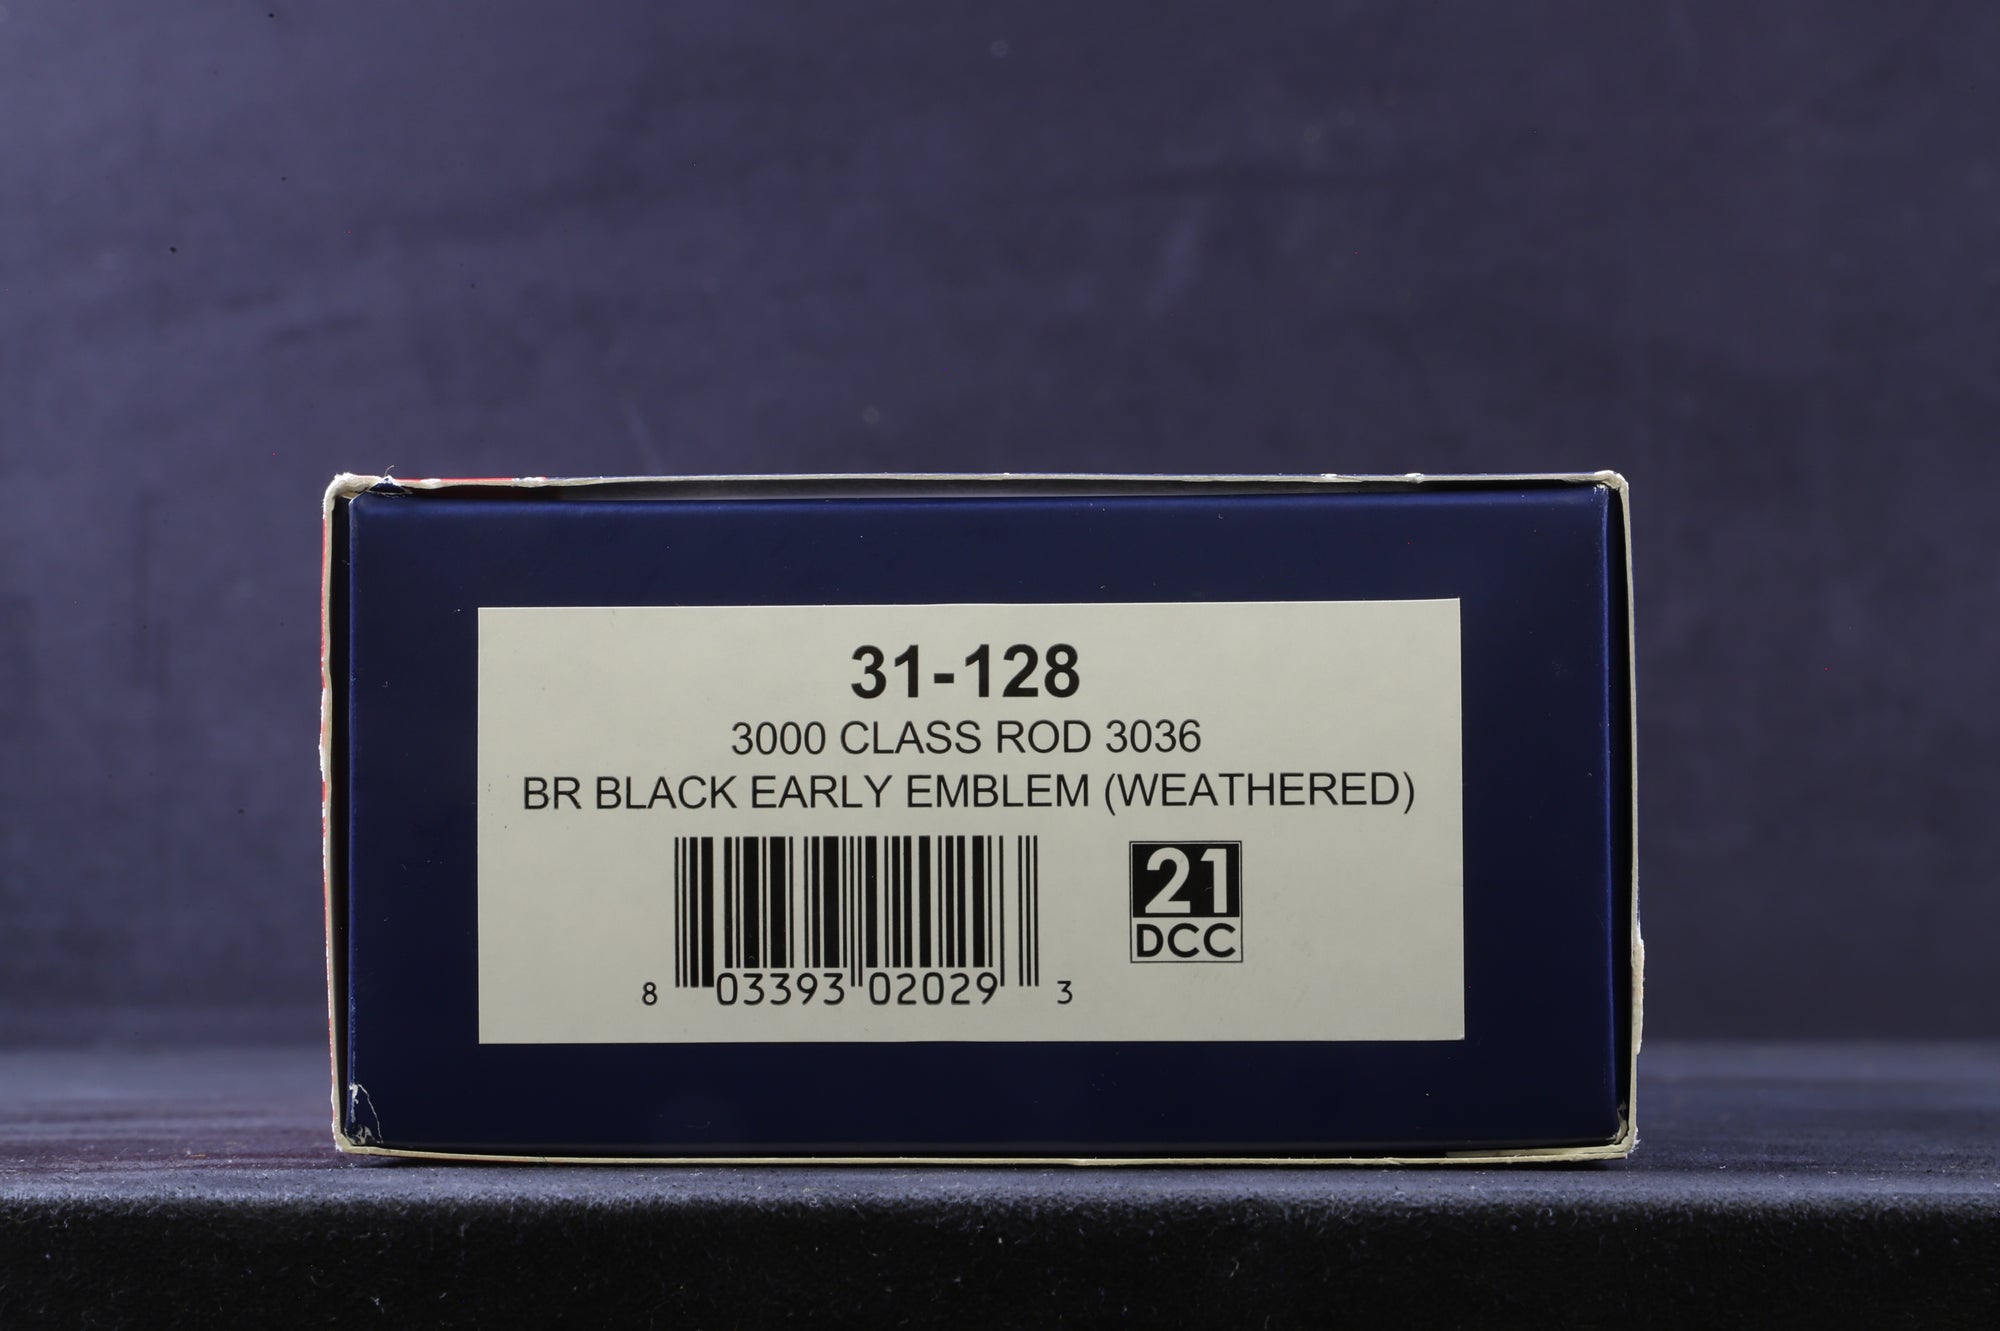 31-128
3000 CLASS ROD 3036
BR BLACK EARLY EMBLEM (WEATHERED)
8 03393 02029 3
21
DCC